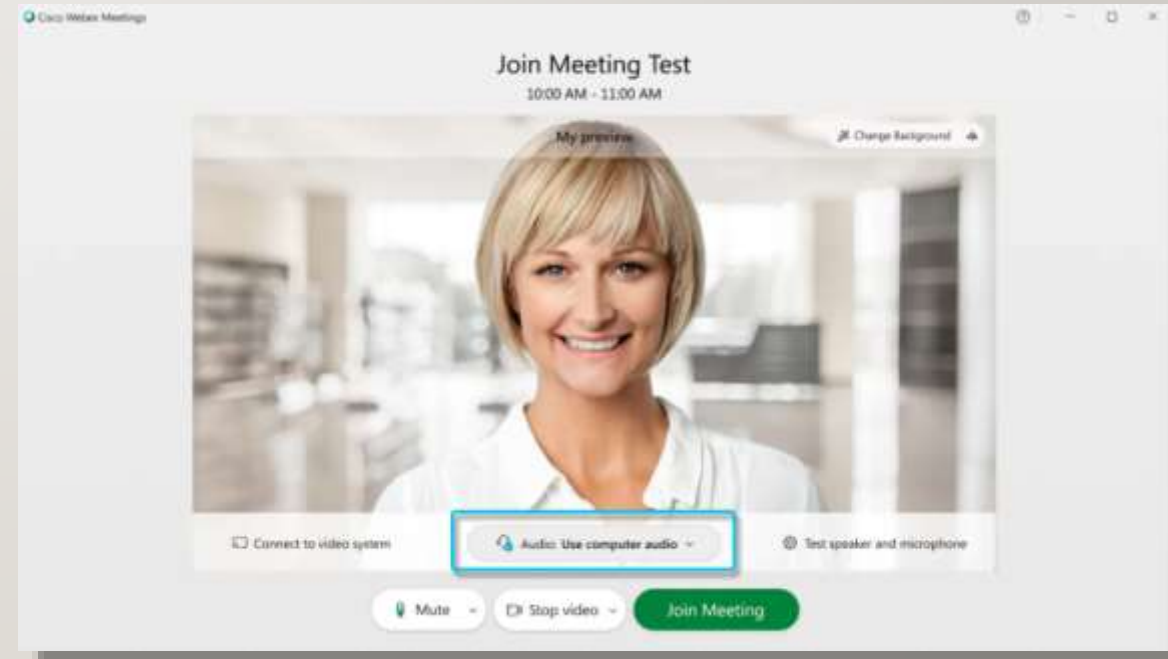 Cisco Webex Meetings
Join Meeting Test
10:00 AM - 11:00 AM
My preview
Change Background
Connect to video system
Audio: Use computer audio
Test speaker and microphone
Mute
Stop video
Join Meeting